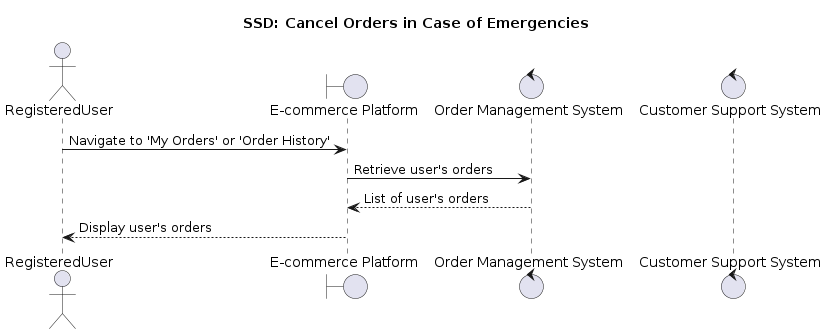 SSD: Cancel Orders in Case of Emergencies
RegisteredUser
E-commerce Platform
Order Management System
Customer Support System
Navigate to 'My Orders' or 'Order History'
Retrieve user's orders
List of user's orders
Display user's orders
RegisteredUser
E-commerce Platform
Order Management System
Customer Support System